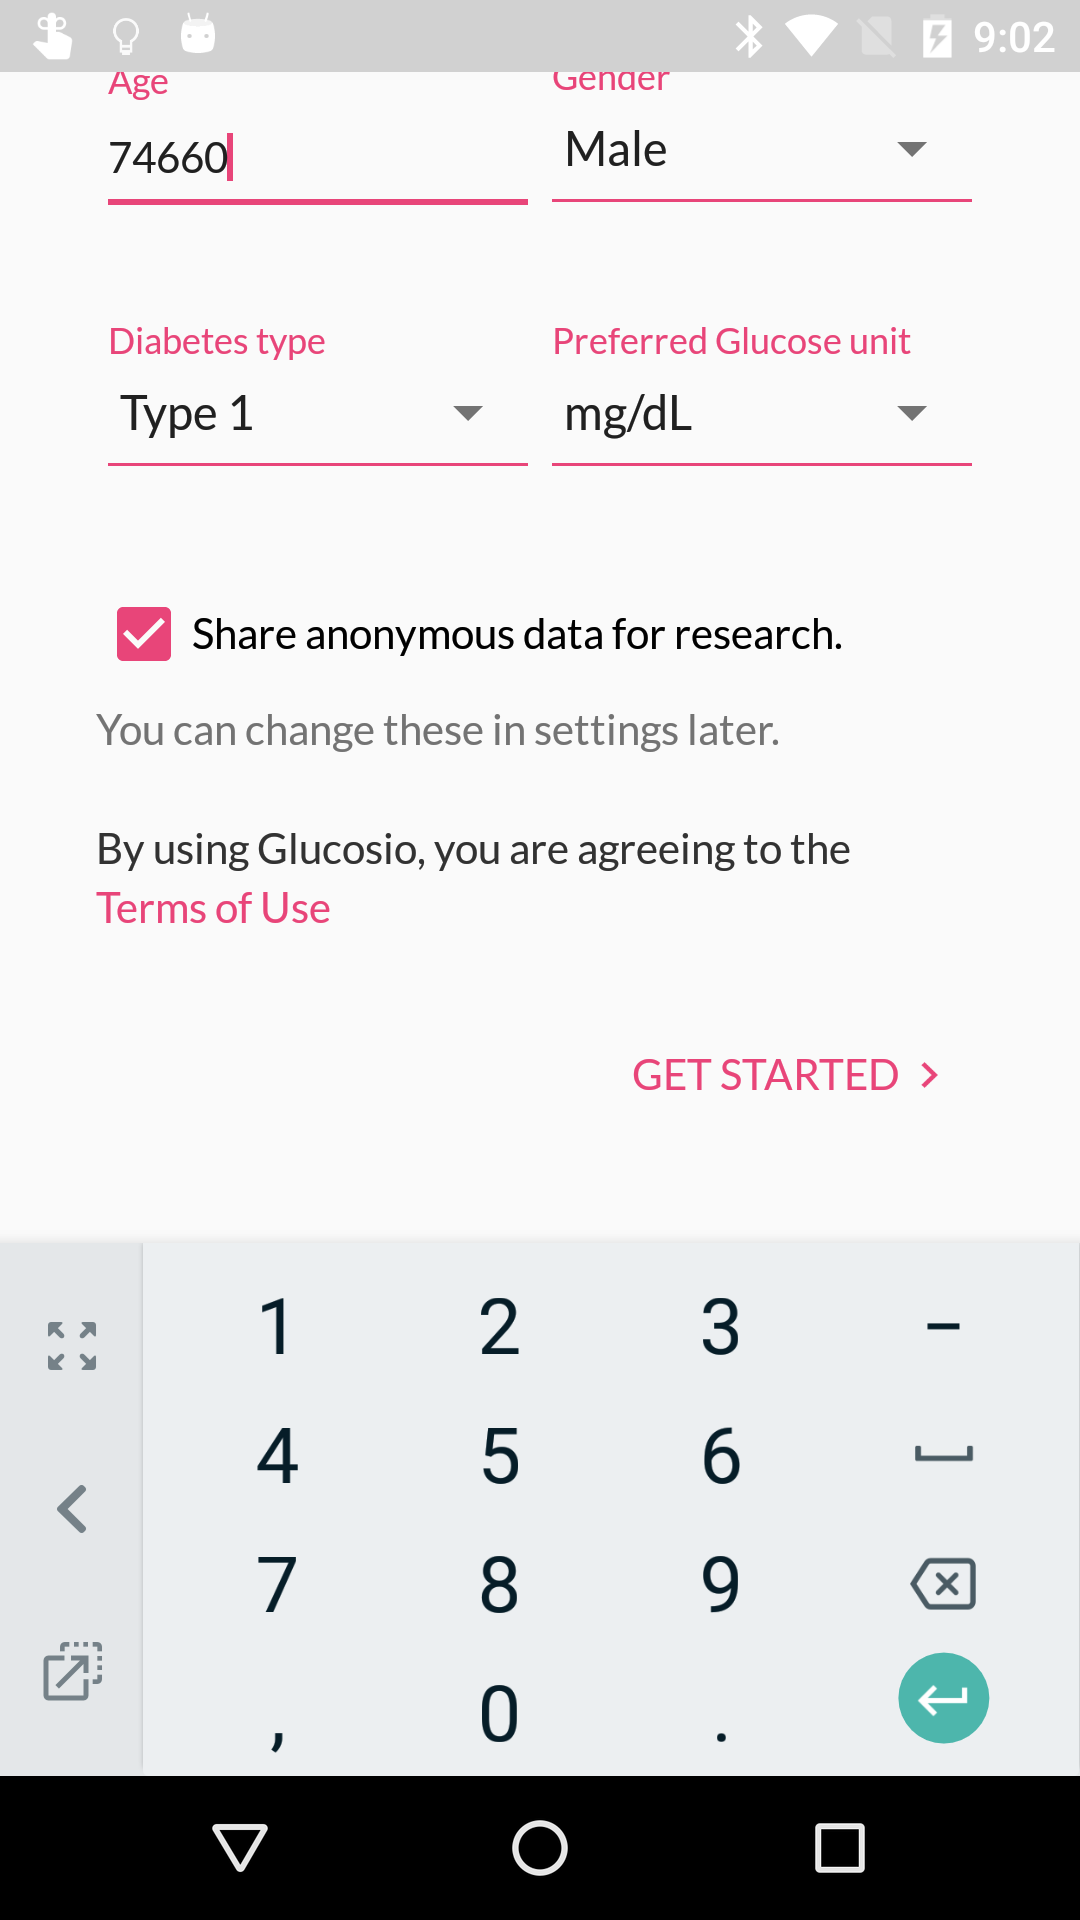 9:02
Age
Gender
74660
Male
Diabetes type
Preferred Glucose unit
Type 1
mg/dL
Share anonymous data for research.
You can change these in settings later.
By using Glucosio, you are agreeing to the
Terms of Use
GET STARTED
1 2 3 –
4 5 6
7 8 9
, 0 .